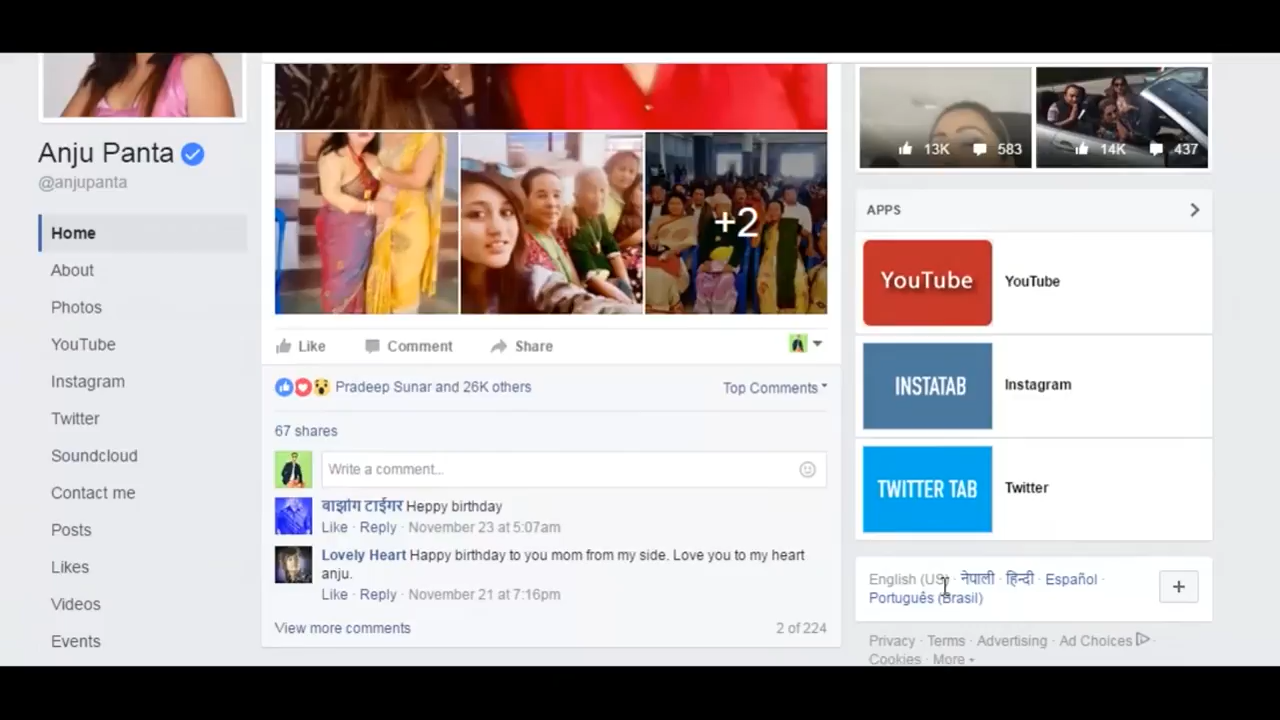 Anju Panta
@anjupanta
Home
About
Photos
YouTube
Instagram
Twitter
Soundcloud
Contact me
Posts
Likes
Videos
Events
+2
Like Comment Share
Pradeep Sunar and 26K others
Top Comments
67 shares
Write a comment...
बाझांग टाईगर Heppy birthday
Like · Reply · November 23 at 5:07am
Lovely Heart Happy birthday to you mom from my side. Love you to my heart
anju.
Like · Reply · November 21 at 7:16pm
View more comments
2 of 224
13K 583
14K 437
APPS
YouTube YouTube
INSTATAB Instagram
TWITTER TAB Twitter
English (US) · नेपाली · हिन्दी · Español ·
Português (Brasil)
+
Privacy · Terms · Advertising · Ad Choices ·
Cookies · More